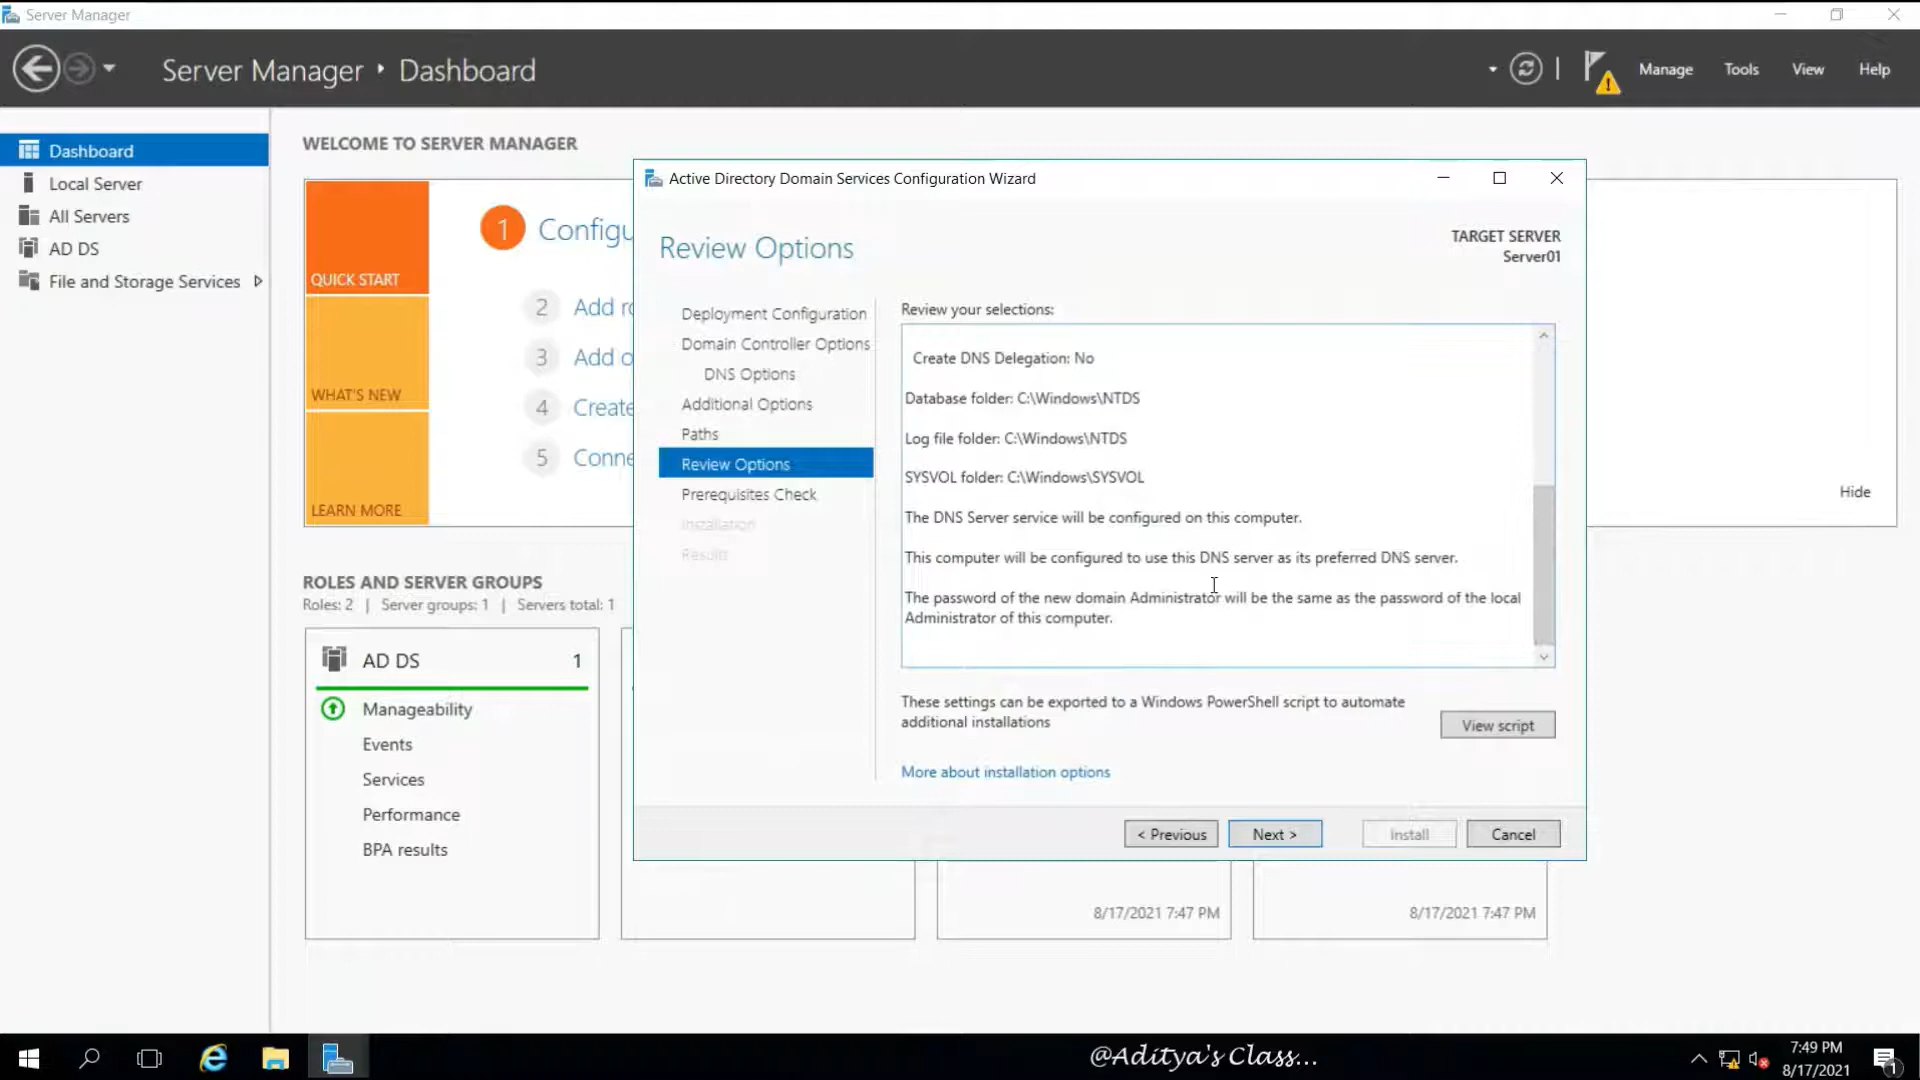 Server Manager
Server Manager • Dashboard
Manage Tools View Help
Dashboard
Local Server
All Servers
AD DS
File and Storage Services
WELCOME TO SERVER MANAGER
QUICK START
WHAT'S NEW
LEARN MORE
1 Configu
2 Add ro
3 Add o
4 Create
5 Conne
Hide
ROLES AND SERVER GROUPS
Roles: 2 | Server groups: 1 | Servers total: 1
AD DS 1
Manageability
Events
Services
Performance
BPA results
8/17/2021 7:47 PM
8/17/2021 7:47 PM
Active Directory Domain Services Configuration Wizard
Review Options
TARGET SERVER
Server01
Deployment Configuration
Domain Controller Options
DNS Options
Additional Options
Paths
Review Options
Prerequisites Check
Installation
Results
Review your selections:
Create DNS Delegation: No
Database folder: C:\Windows\NTDS
Log file folder: C:\Windows\NTDS
SYSVOL folder: C:\Windows\SYSVOL
The DNS Server service will be configured on this computer.
This computer will be configured to use this DNS server as its preferred DNS server.
The password of the new domain Administrator will be the same as the password of the local
Administrator of this computer.
These settings can be exported to a Windows PowerShell script to automate
additional installations
View script
More about installation options
< Previous Next > Install Cancel
@Aditya's Class...
7:49 PM
8/17/2021
1